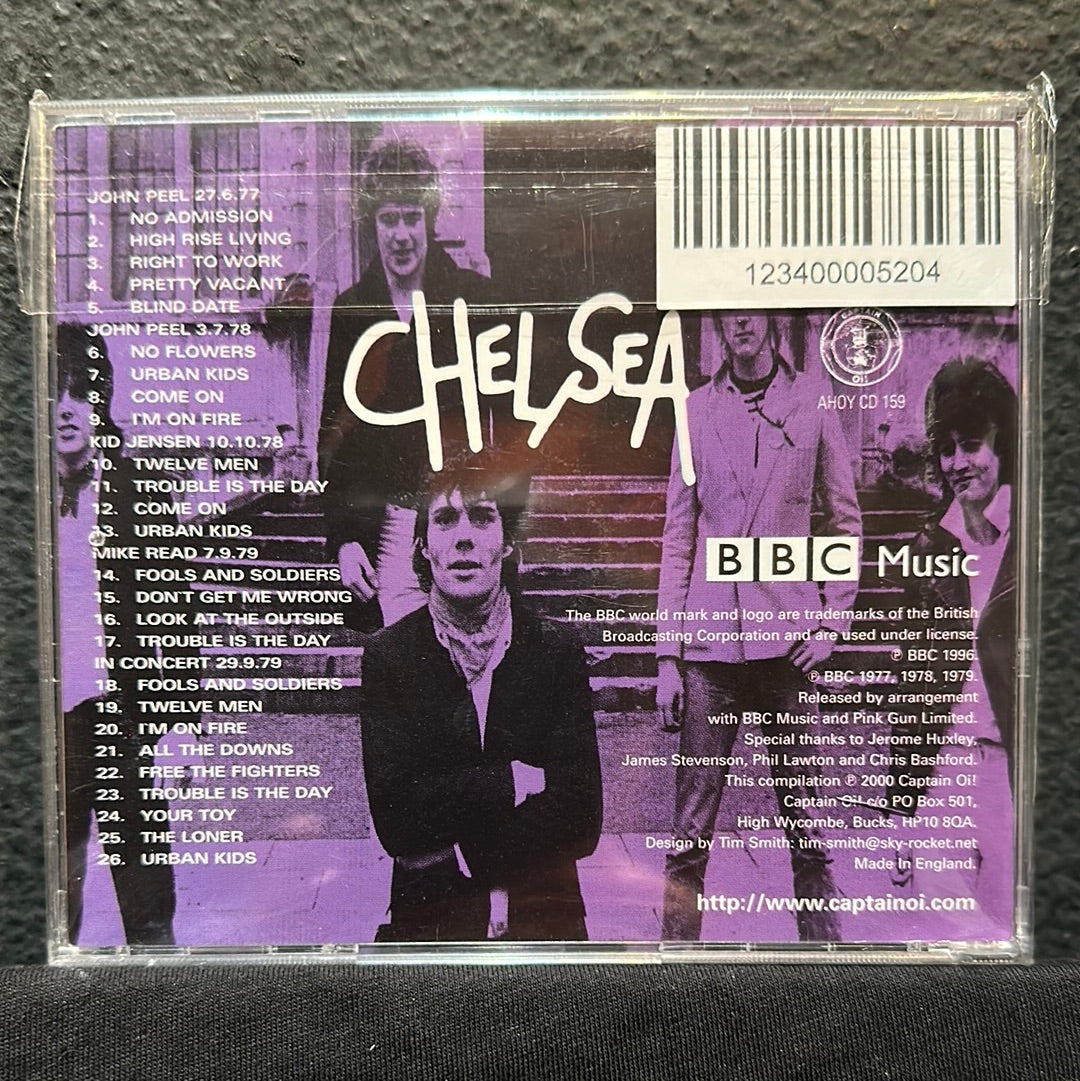 JOHN PEEL 27.6.77
1. NO ADMISSION
2. HIGH RISE LIVING
3. RIGHT TO WORK
4. PRETTY VACANT
5. BLIND DATE
JOHN PEEL 3.7.78
6. NO FLOWERS
7. URBAN KIDS
8. COME ON
9. I'M ON FIRE
KID JENSEN 10.10.78
10. TWELVE MEN
11. TROUBLE IS THE DAY
12. COME ON
13. URBAN KIDS
MIKE READ 7.9.79
14. FOOLS AND SOLDIERS
15. DON'T GET ME WRONG
16. LOOK AT THE OUTSIDE
17. TROUBLE IS THE DAY
IN CONCERT 29.9.79
18. FOOLS AND SOLDIERS
19. TWELVE MEN
20. I'M ON FIRE
21. ALL THE DOWNS
22. FREE THE FIGHTERS
23. TROUBLE IS THE DAY
24. YOUR TOY
25. THE LONER
26. URBAN KIDS
CHELSEA
123400005204
CAPTAIN
Oi!
AHOY CD 159
BBC Music
The BBC world mark and logo are trademarks of the British
Broadcasting Corporation and are used under license.
℗ BBC 1996.
℗ BBC 1977, 1978, 1979.
Released by arrangement
with BBC Music and Pink Gun Limited.
Special thanks to Jerome Huxley,
James Stevenson, Phil Lawton and Chris Bashford.
This compilation ℗ 2000 Captain Oi!
Captain Oi! c/o PO Box 501,
High Wycombe, Bucks, HP10 8QA.
Design by Tim Smith: tim-smith@sky-rocket.net
Made In England.
http://www.captainoi.com